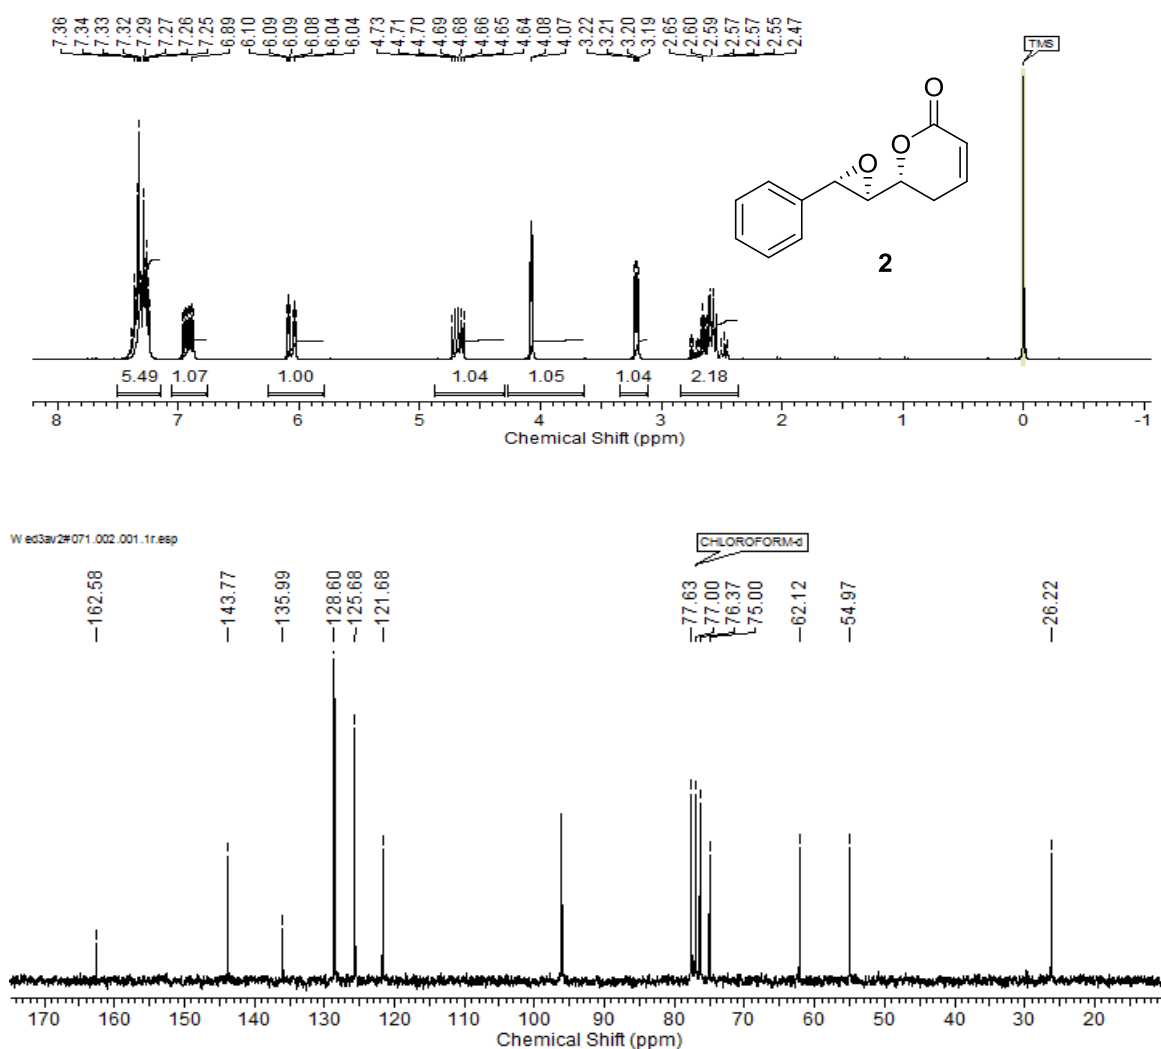 7.36 7.34 7.33 7.32 7.29 7.27 7.26 7.25 6.89 6.10 6.09 6.09 6.08 6.04 6.04 4.73 4.71 4.70 4.69 4.68 4.66 4.65 4.64 4.08 4.07 3.22 3.21 3.20 3.19 2.65 2.60 2.59 2.57 2.57 2.55 2.47
TMS
O
O
O
2
5.49 1.07 1.00 1.04 1.05 1.04 2.18
8 7 6 5 4 3 2 1 0 -1
Chemical Shift (ppm)
W ed3av2#071.002.001.1r.esp
CHLOROFORM-d
162.58 143.77 135.99 128.60 125.68 121.68 77.63 77.00 76.37 75.00 62.12 54.97 26.22
170 160 150 140 130 120 110 100 90 80 70 60 50 40 30 20
Chemical Shift (ppm)